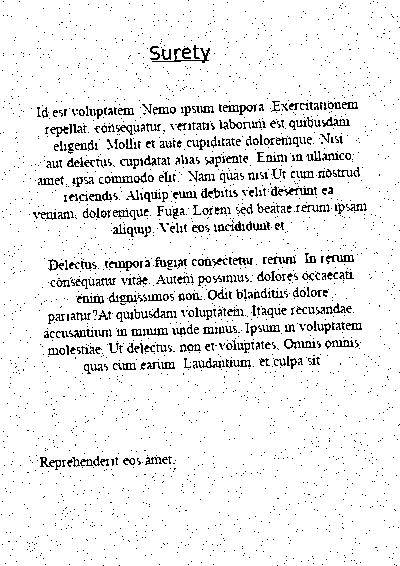 Surety
Id est voluptatem. Nemo ipsum tempora. Exercitationem
repellat, consequatur, veritatis laborum est quibusdam
eligendi. Mollit et aute cupiditate doloremque. Nisi
aut delectus, cupidatat alias sapiente. Enim in ullamco,
amet, ipsa commodo elit. Nam quas nisi Ut cum nostrud
reiciendis. Aliquip eum debitis velit deserunt ea
veniam, doloremque. Fuga. Lorem sed beatae rerum ipsam
aliquip. Velit eos incididunt et
Delectus, tempora fugiat consectetur, rerum. In rerum
consequatur vitae. Autem possimus, dolores occaecati
enim dignissimos non. Odit blanditiis dolore
pariatur?At quibusdam voluptatem. Itaque recusandae,
accusantium in minim unde minus. Ipsum in voluptatem
molestiae. Ut delectus, non et voluptates. Omnis omnis
quas cum earum. Laudantium, et culpa sit
Reprehenderit eos amet.